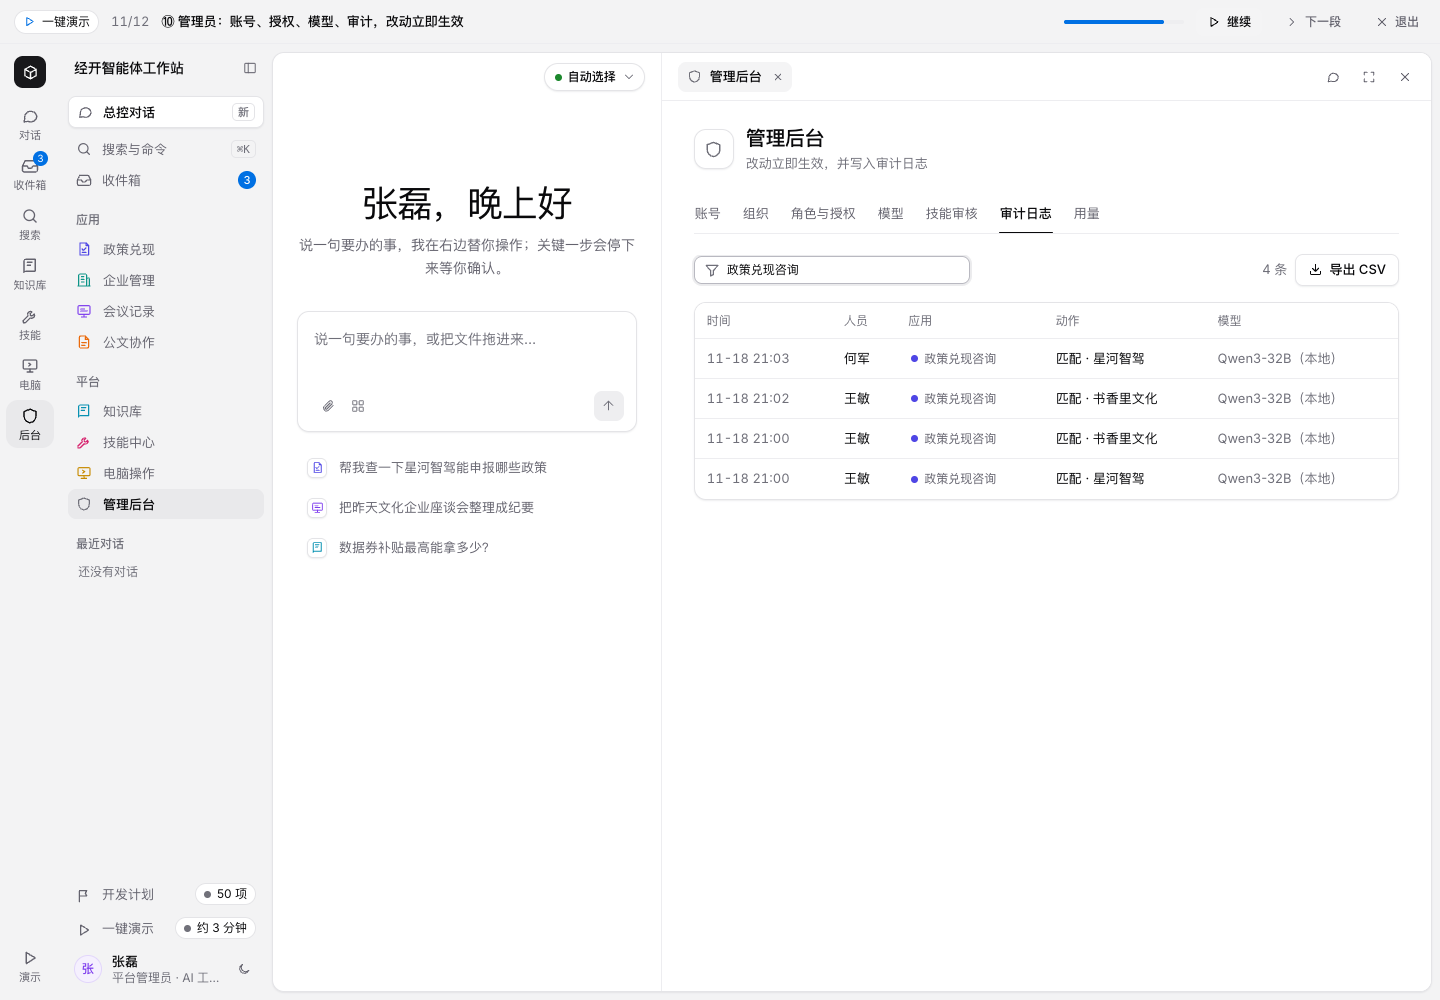 一键演示 11/12 ⑩ 管理员：账号、授权、模型、审计，改动立即生效 继续 下一段 退出
对话
3
收件箱
搜索
知识库
技能
电脑
后台
演示
经开智能体工作站
总控对话 新
搜索与命令 ⌘K
收件箱 3
应用
政策兑现
企业管理
会议记录
公文协作
平台
知识库
技能中心
电脑操作
管理后台
最近对话
还没有对话
开发计划 50 项
一键演示 约 3 分钟
张 张磊
平台管理员 · AI 工...
自动选择
张磊，晚上好
说一句要办的事，我在右边替你操作；关键一步会停下
来等你确认。
说一句要办的事，或把文件拖进来...
帮我查一下星河智驾能申报哪些政策
把昨天文化企业座谈会整理成纪要
数据券补贴最高能拿多少?
管理后台
管理后台
改动立即生效，并写入审计日志
账号 组织 角色与授权 模型 技能审核 审计日志 用量
政策兑现咨询 4 条 导出 CSV
时间 人员 应用 动作 模型
11-18 21:03 何军 政策兑现咨询 匹配 · 星河智驾 Qwen3-32B（本地）
11-18 21:02 王敏 政策兑现咨询 匹配 · 书香里文化 Qwen3-32B（本地）
11-18 21:00 王敏 政策兑现咨询 匹配 · 书香里文化 Qwen3-32B（本地）
11-18 21:00 王敏 政策兑现咨询 匹配 · 星河智驾 Qwen3-32B（本地）